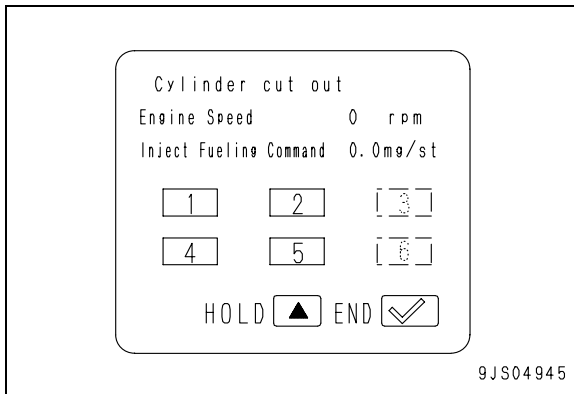 Cylinder cut out
Engine Speed 0 rpm
Inject Fueling Command 0.0mg/st
1 2 3
4 5 6
HOLD ▲ END ✓
9JS04945